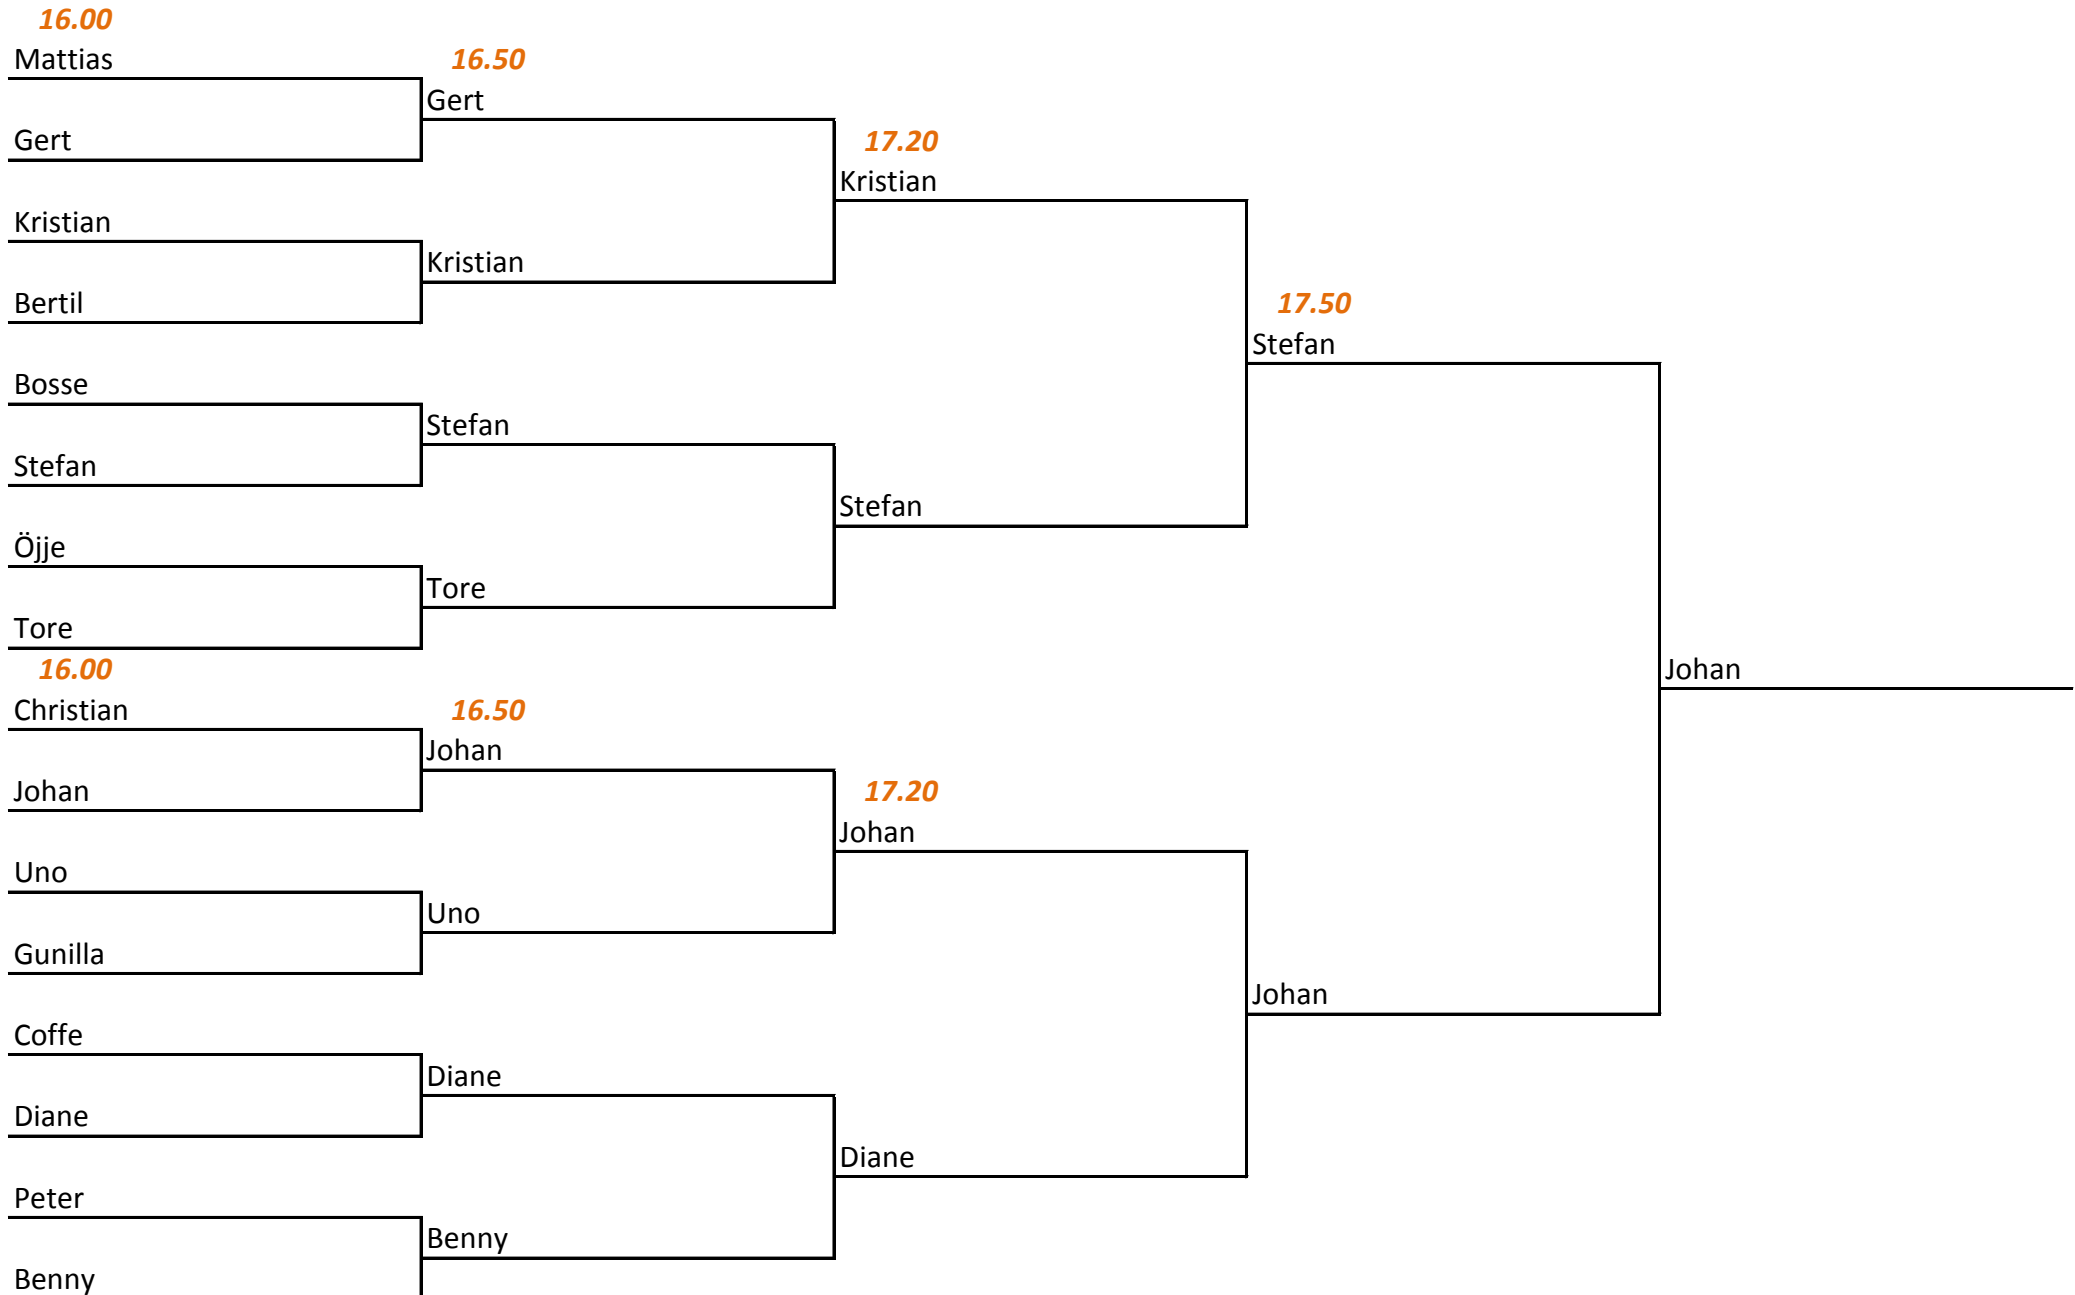 16.00
Mattias
16.50
Gert
Gert
17.20
Kristian
Kristian
Kristian
Bertil
17.50
Stefan
Bosse
Stefan
Stefan
Stefan
Öjje
Tore
Tore
16.00
Johan
Christian
16.50
Johan
Johan
17.20
Johan
Uno
Uno
Gunilla
Johan
Coffe
Diane
Diane
Diane
Peter
Benny
Benny